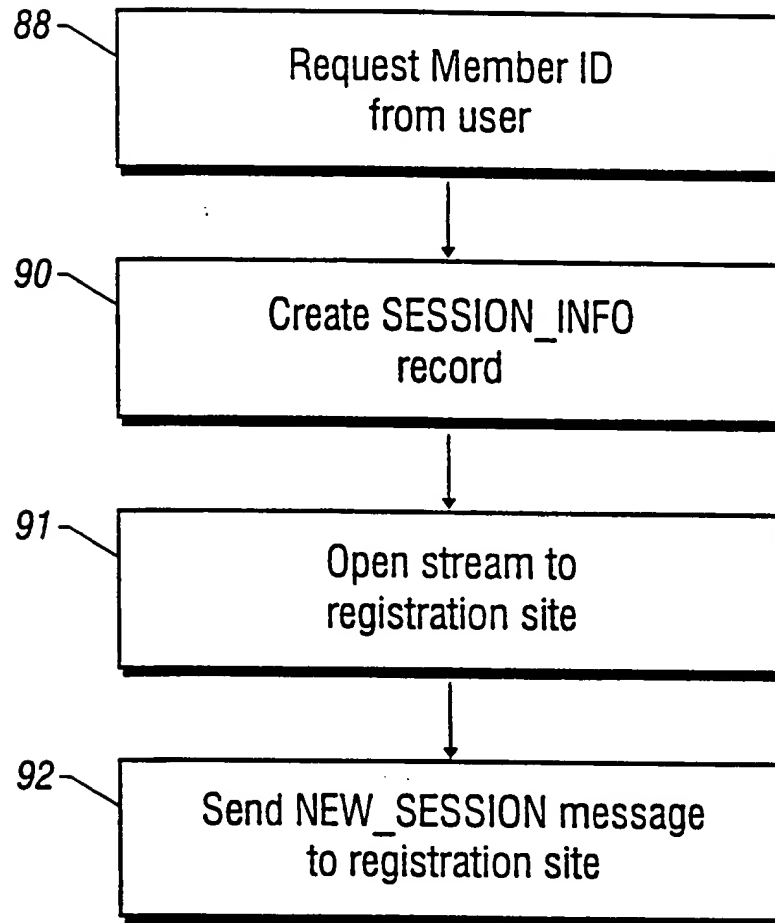 88
Request Member ID
from user
90
Create SESSION_INFO
record
91
Open stream to
registration site
92
Send NEW_SESSION message
to registration site